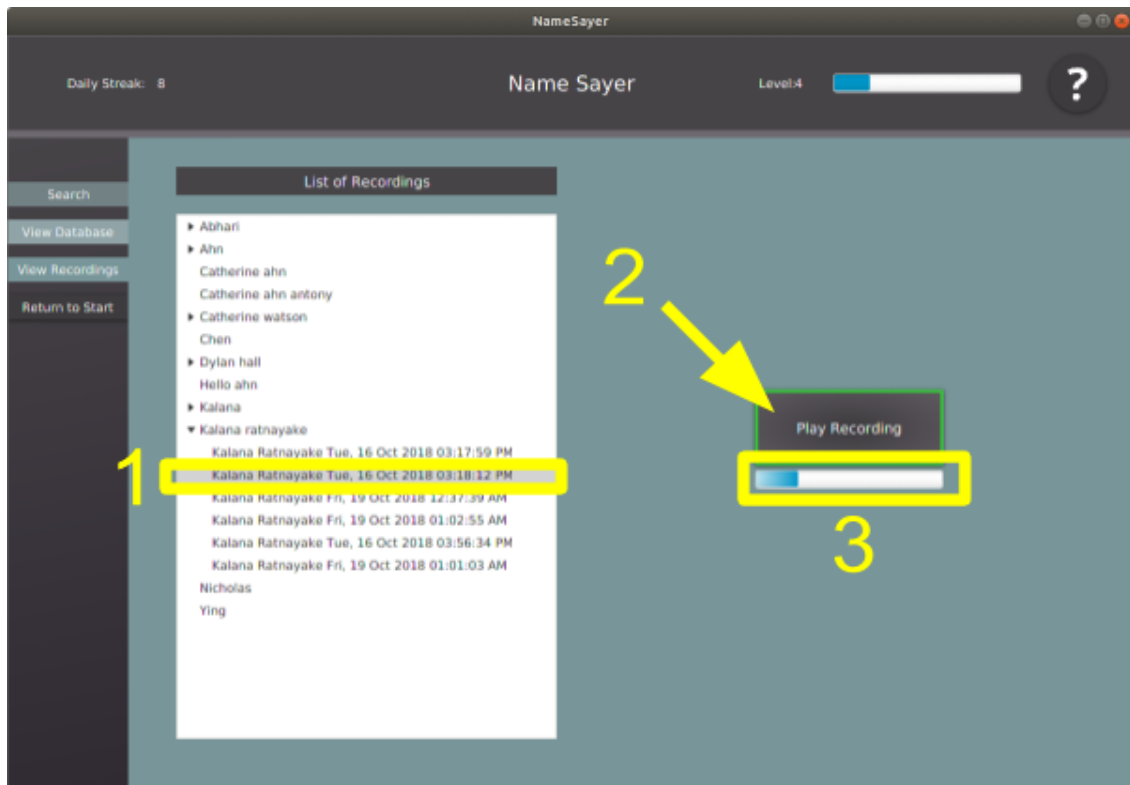 NameSayer
Daily Streak: 8
Name Sayer
Level:4
?
Search
View Database
View Recordings
Return to Start
List of Recordings
Abhari
Ahn
Catherine ahn
Catherine ahn antony
Catherine watson
Chen
Dylan hall
Hello ahn
Kalana
Kalana ratnayake
Kalana Ratnayake Tue, 16 Oct 2018 03:17:59 PM
Kalana Ratnayake Tue, 16 Oct 2018 03:18:12 PM
Kalana Ratnayake Fri, 19 Oct 2018 12:37:39 AM
Kalana Ratnayake Fri, 19 Oct 2018 01:02:55 AM
Kalana Ratnayake Tue, 16 Oct 2018 03:56:34 PM
Kalana Ratnayake Fri, 19 Oct 2018 01:01:03 AM
Nicholas
Ying
1
2
Play Recording
3